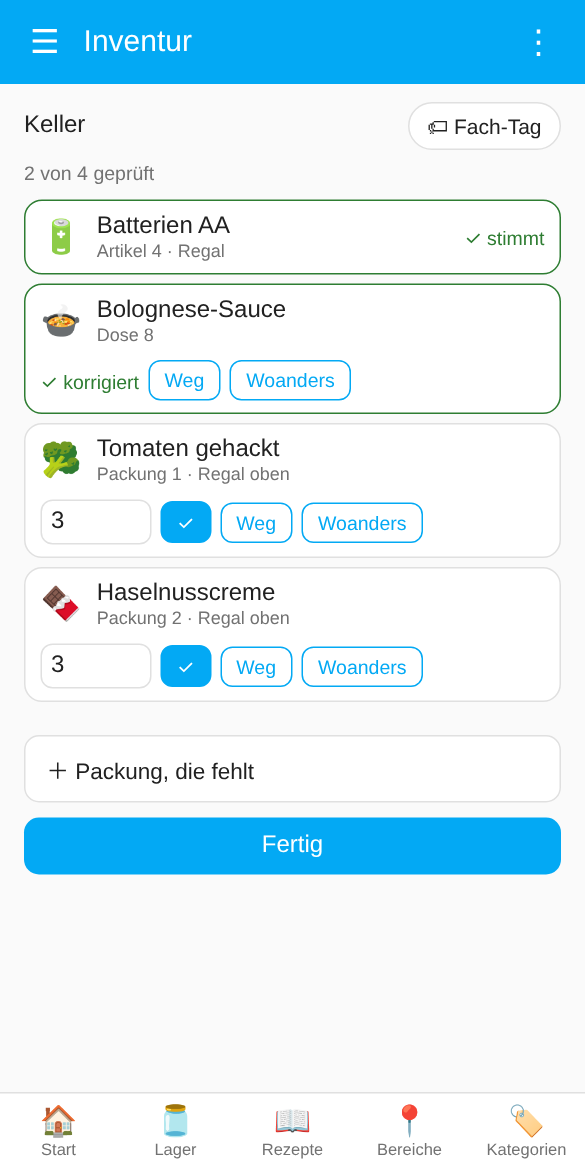 ☰ Inventur ⋮
Keller
🏷 Fach-Tag
2 von 4 geprüft
Batterien AA
Artikel 4 · Regal
✓ stimmt
Bolognese-Sauce
Dose 8
✓ korrigiert Weg Woanders
Tomaten gehackt
Packung 1 · Regal oben
3 ✓ Weg Woanders
Haselnusscreme
Packung 2 · Regal oben
3 ✓ Weg Woanders
+ Packung, die fehlt
Fertig
Start Lager Rezepte Bereiche Kategorien